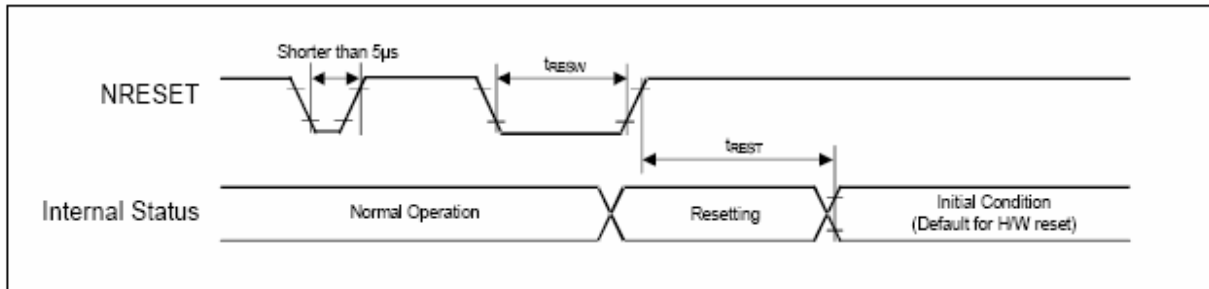 Shorter than 5µs
tRESW
NRESET
tREST
Internal Status
Normal Operation
Resetting
Initial Condition
(Default for H/W reset)